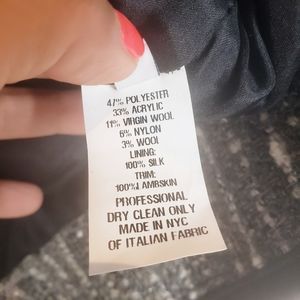 47% POLYESTER
33% ACRYLIC
11% VIRGIN WOOL
6% NYLON
3% WOOL
LINING:
100% SILK
TRIM:
100%LAMBSKIN
PROFESSIONAL
DRY CLEAN ONLY
MADE IN NYC
OF ITALIAN FABRIC